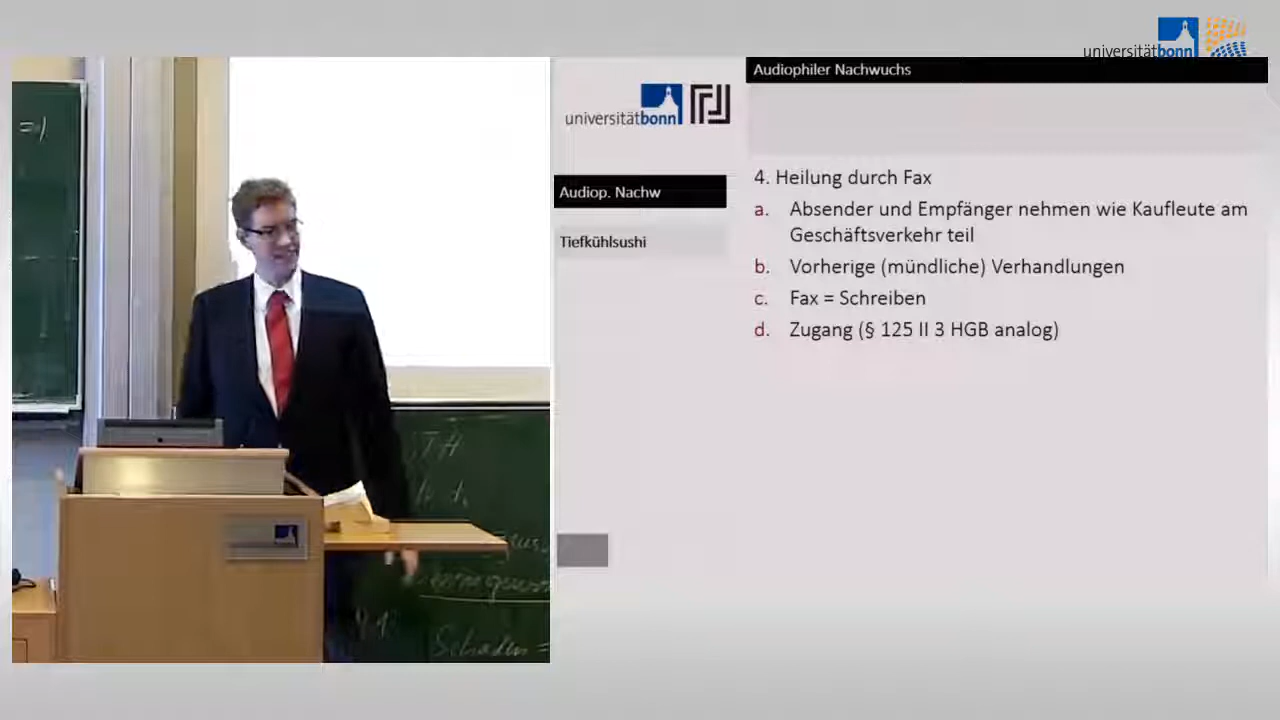 universitätbonn
Audiophiler Nachwuchs
universitätbonn
Audiop. Nachw
Tiefkühlsushi
4. Heilung durch Fax
a. Absender und Empfänger nehmen wie Kaufleute am
Geschäftsverkehr teil
b. Vorherige (mündliche) Verhandlungen
c. Fax = Schreiben
d. Zugang (§ 125 II 3 HGB analog)
=)
Schaden =